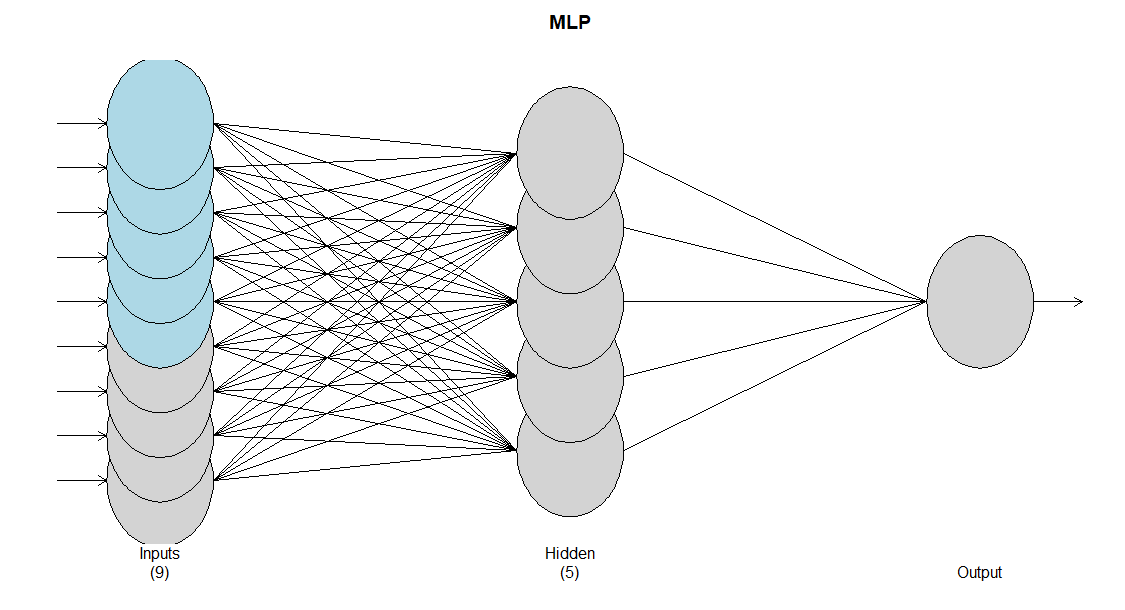 MLP
Inputs
(9)
Hidden
(5)
Output